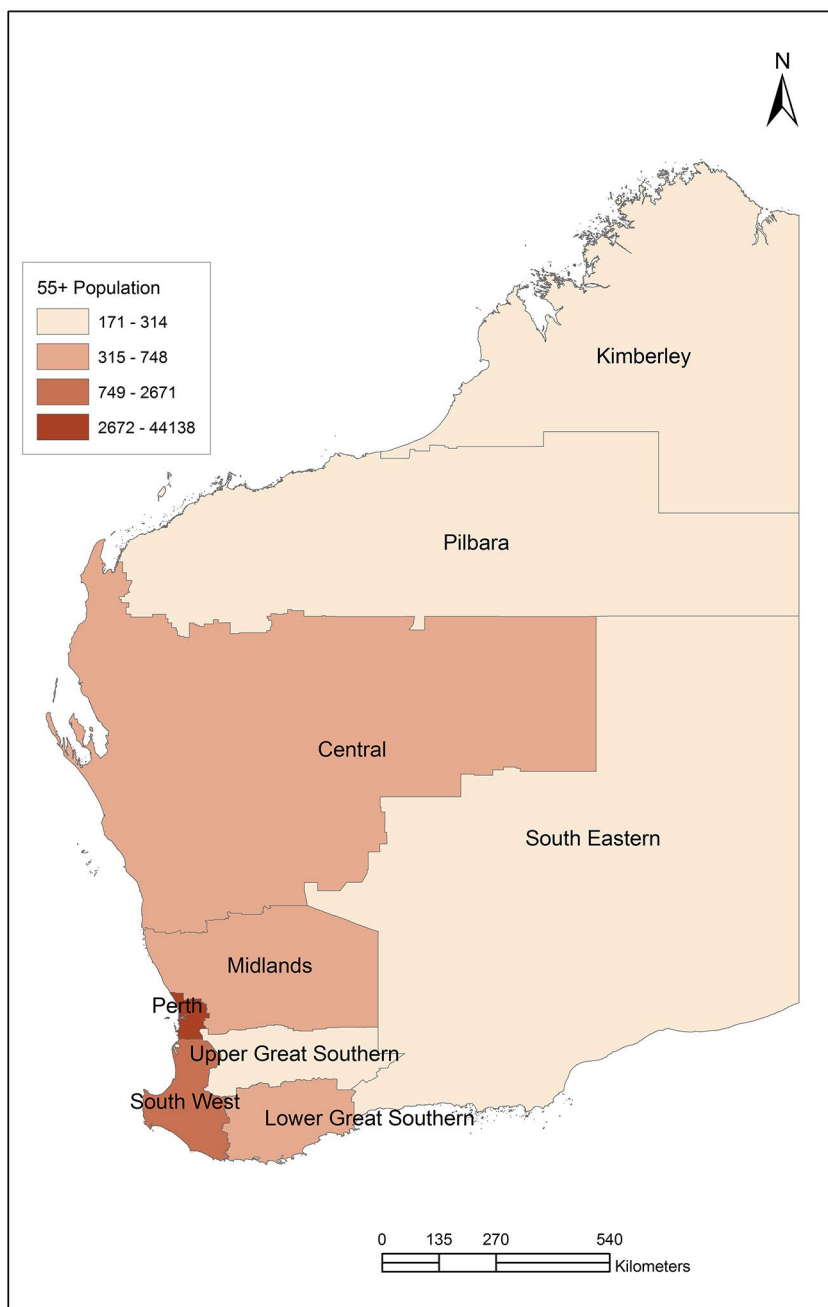 N
55+ Population
171 - 314
315 - 748
749 - 2671
2672 - 44138
Kimberley
Pilbara
Central
South Eastern
Midlands
Perth
Upper Great Southern
South West
Lower Great Southern
0 135 270 540
Kilometers